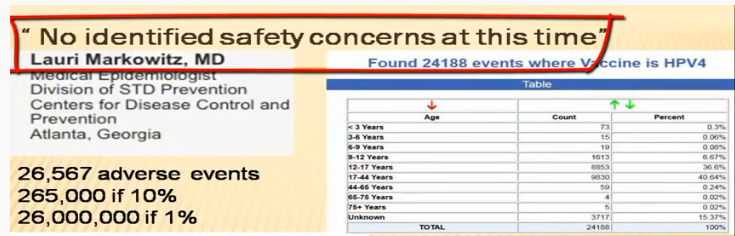 “ No identified safety concerns at this time”
Lauri Markowitz, MD
Medical Epidemiologist
Division of STD Prevention
Centers for Disease Control and
Prevention
Atlanta, Georgia
26,567 adverse events
265,000 if 10%
26,000,000 if 1%
Found 24188 events where Vaccine is HPV4
Table
Age Count Percent
< 3 Years 73 0.3%
3-6 Years 15 0.06%
6-9 Years 19 0.08%
9-12 Years 1613 6.67%
12-17 Years 8853 36.6%
17-44 Years 9830 40.64%
44-65 Years 59 0.24%
65-75 Years 4 0.02%
75+ Years 5 0.02%
Unknown 3717 15.37%
TOTAL 24188 100%